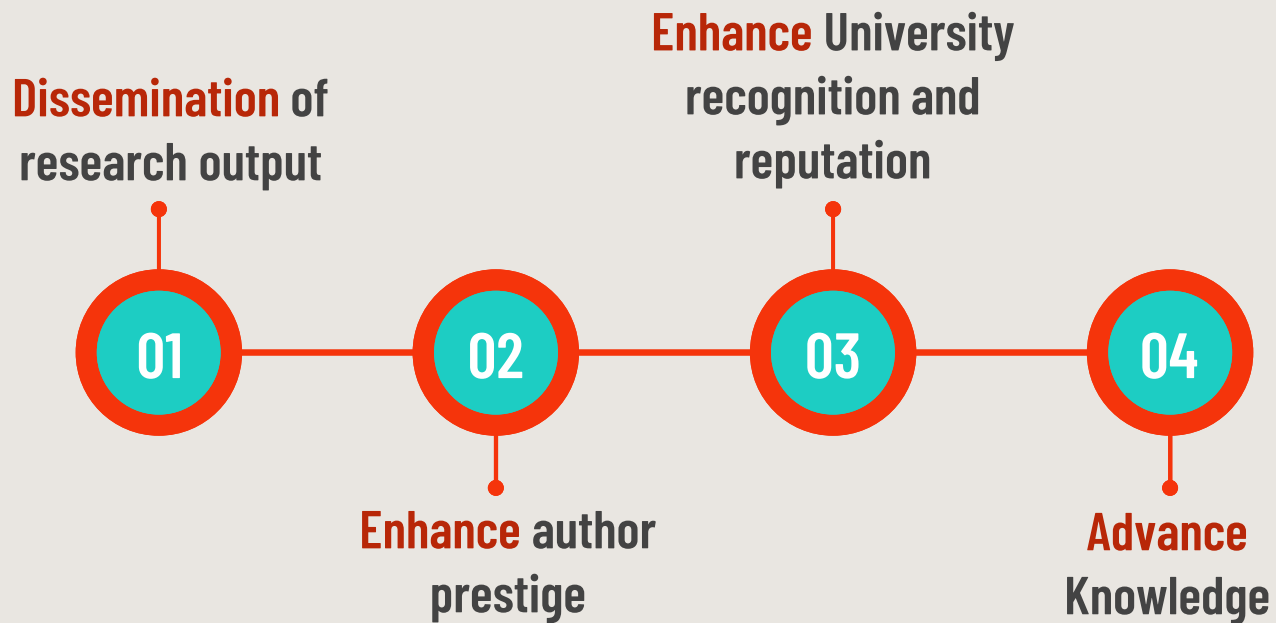 Dissemination of
research output
Enhance University
recognition and
reputation
01
02
03
04
Enhance author
prestige
Advance
Knowledge